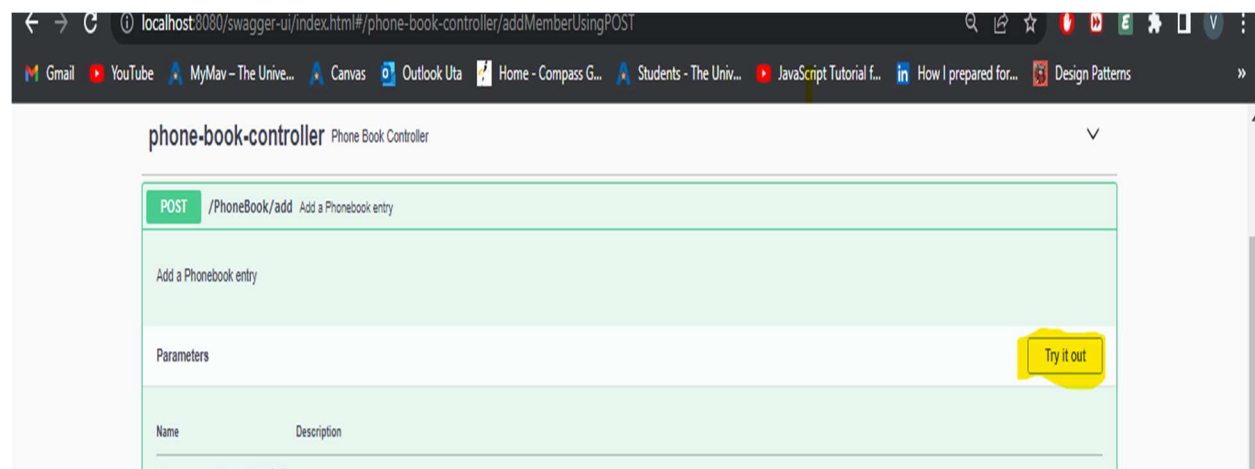 localhost:8080/swagger-ui/index.html#/phone-book-controller/addMemberUsingPOST
Gmail YouTube MyMav – The Unive... Canvas Outlook Uta Home - Compass G... Students - The Univ... JavaScript Tutorial f... How I prepared for... Design Patterns »
phone-book-controller Phone Book Controller
POST /PhoneBook/add Add a Phonebook entry
Add a Phonebook entry
Parameters Try it out
Name Description